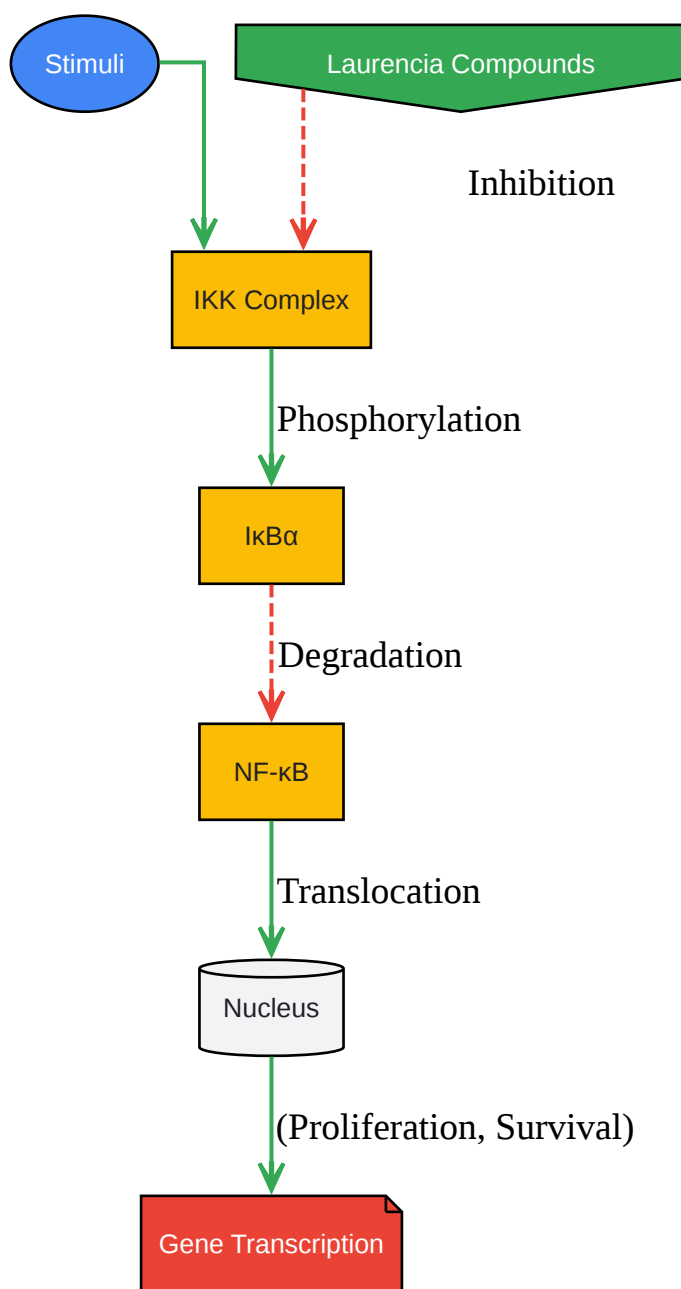 Stimuli
Laurencia Compounds
Inhibition
IKK Complex
Phosphorylation
IκBα
Degradation
NF-κB
Translocation
Nucleus
(Proliferation, Survival)
Gene Transcription